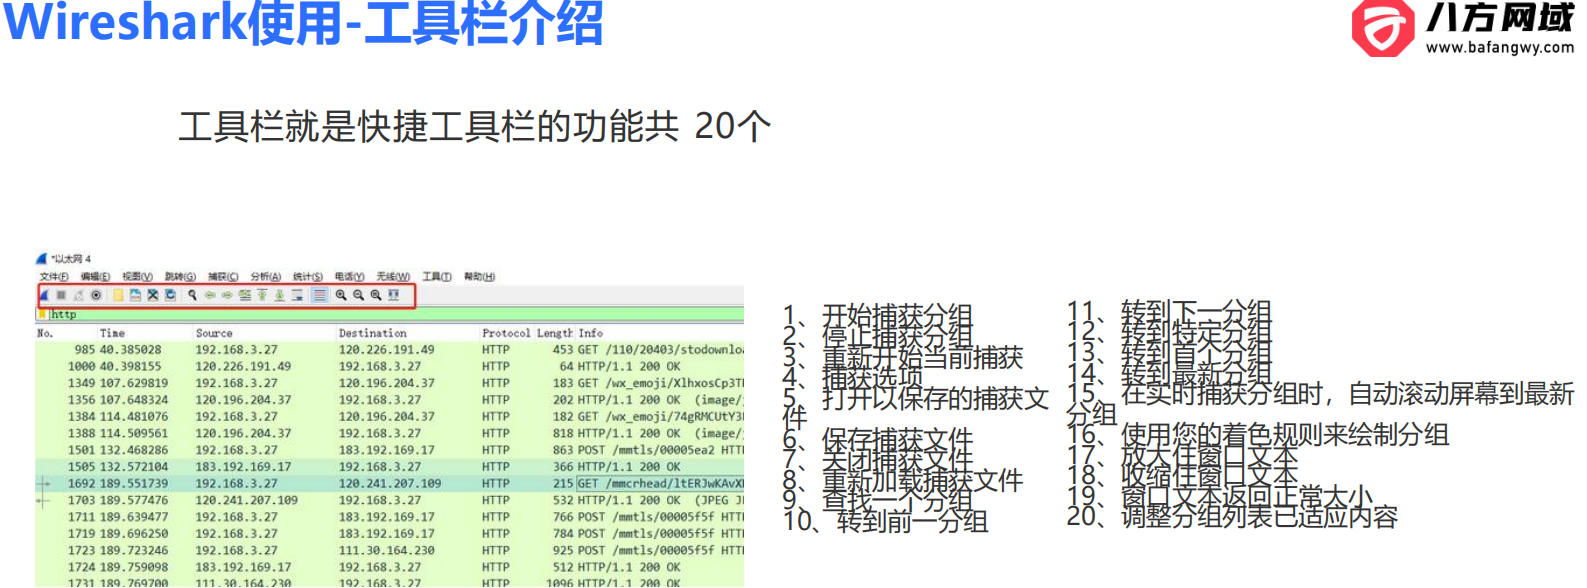 Wireshark使用-工具栏介绍
八方网域
www.bafangwy.com
工具栏就是快捷工具栏的功能共 20个
*以太网 4
文件(F) 编辑(E) 视图(V) 跳转(G) 捕获(C) 分析(A) 统计(S) 电话(Y) 无线(W) 工具(T) 帮助(H)
http
No. Time Source Destination Protocol Length Info
985 40.385028 192.168.3.27 120.226.191.49 HTTP 453 GET /110/20403/stodownlo
1000 40.398155 120.226.191.49 192.168.3.27 HTTP 64 HTTP/1.1 200 OK
1349 107.629819 192.168.3.27 120.196.204.37 HTTP 183 GET /wx_emoji/XlhxosCp3T
1356 107.648324 120.196.204.37 192.168.3.27 HTTP 202 HTTP/1.1 200 OK (image/
1384 114.481076 192.168.3.27 120.196.204.37 HTTP 182 GET /wx_emoji/74gRMCUtY3
1388 114.509561 120.196.204.37 192.168.3.27 HTTP 818 HTTP/1.1 200 OK (image/
1501 132.468286 192.168.3.27 183.192.169.17 HTTP 863 POST /mmtls/00005ea2 HTT
1505 132.572104 183.192.169.17 192.168.3.27 HTTP 366 HTTP/1.1 200 OK
1692 189.551739 192.168.3.27 120.241.207.109 HTTP 215 GET /mmcrhead/ltERJwKAvX
1703 189.577476 120.241.207.109 192.168.3.27 HTTP 532 HTTP/1.1 200 OK (JPEG J
1711 189.639477 192.168.3.27 183.192.169.17 HTTP 766 POST /mmtls/00005f5f HTT
1719 189.696250 192.168.3.27 183.192.169.17 HTTP 784 POST /mmtls/00005f5f HTT
1723 189.723246 192.168.3.27 111.30.164.230 HTTP 925 POST /mmtls/00005f5f HTT
1724 189.759098 183.192.169.17 192.168.3.27 HTTP 512 HTTP/1.1 200 OK
1731 189.769700 111.30.164.230 192.168.3.27 HTTP 1096 HTTP/1.1 200 OK
1、开始捕获分组
2、停止捕获分组
3、重新开始当前捕获
4、捕获选项
5、打开以保存的捕获文
件
6、保存捕获文件
7、关闭捕获文件
8、重新加载捕获文件
9、查找一个分组
10、转到前一分组
11、转到下一分组
12、转到特定分组
13、转到首个分组
14、转到最新分组
15、在实时捕获分组时，自动滚动屏幕到最新
分组
16、使用您的着色规则来绘制分组
17、放大住窗口文本
18、收缩住窗口文本
19、窗口文本返回正常大小
20、调整分组列表已适应内容